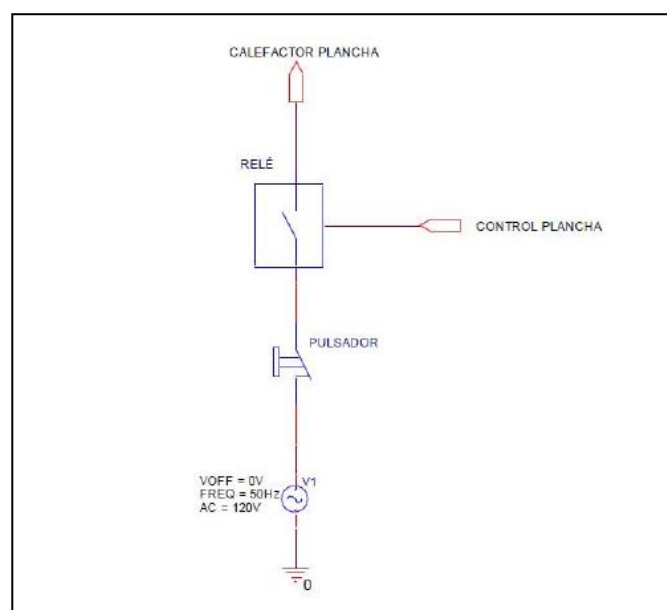 CALEFACTOR PLANCHA
RELÉ
CONTROL PLANCHA
PULSADOR
V1
VOFF = 0V
FREQ = 50Hz
AC = 120V
0